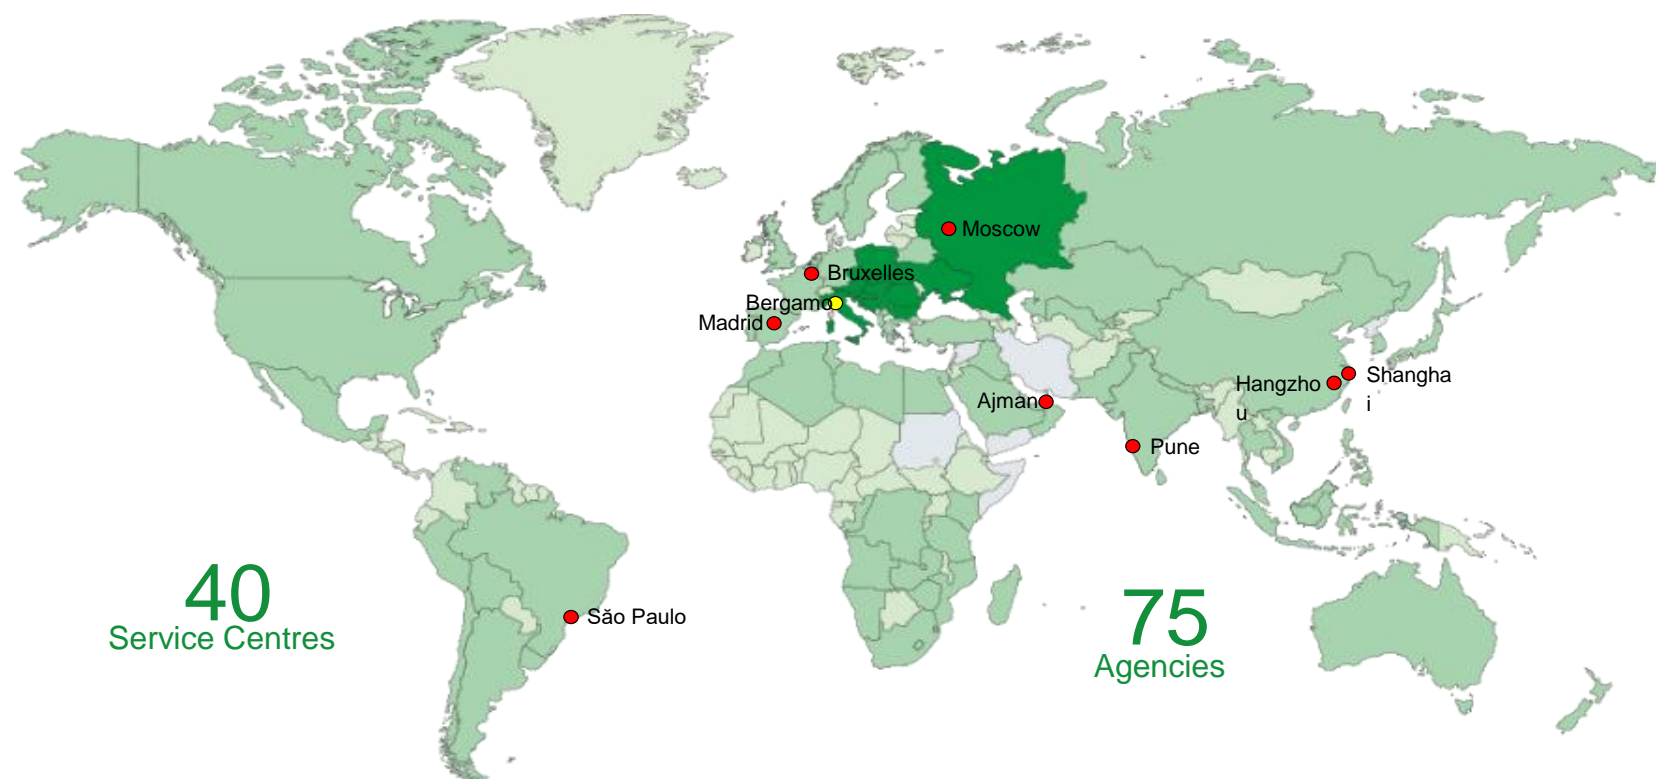 Moscow
Bruxelles
Bergamo
Madrid
Shangha
i
Hangzho
u
Ajman
Pune
40
Service Centres
São Paulo
75
Agencies